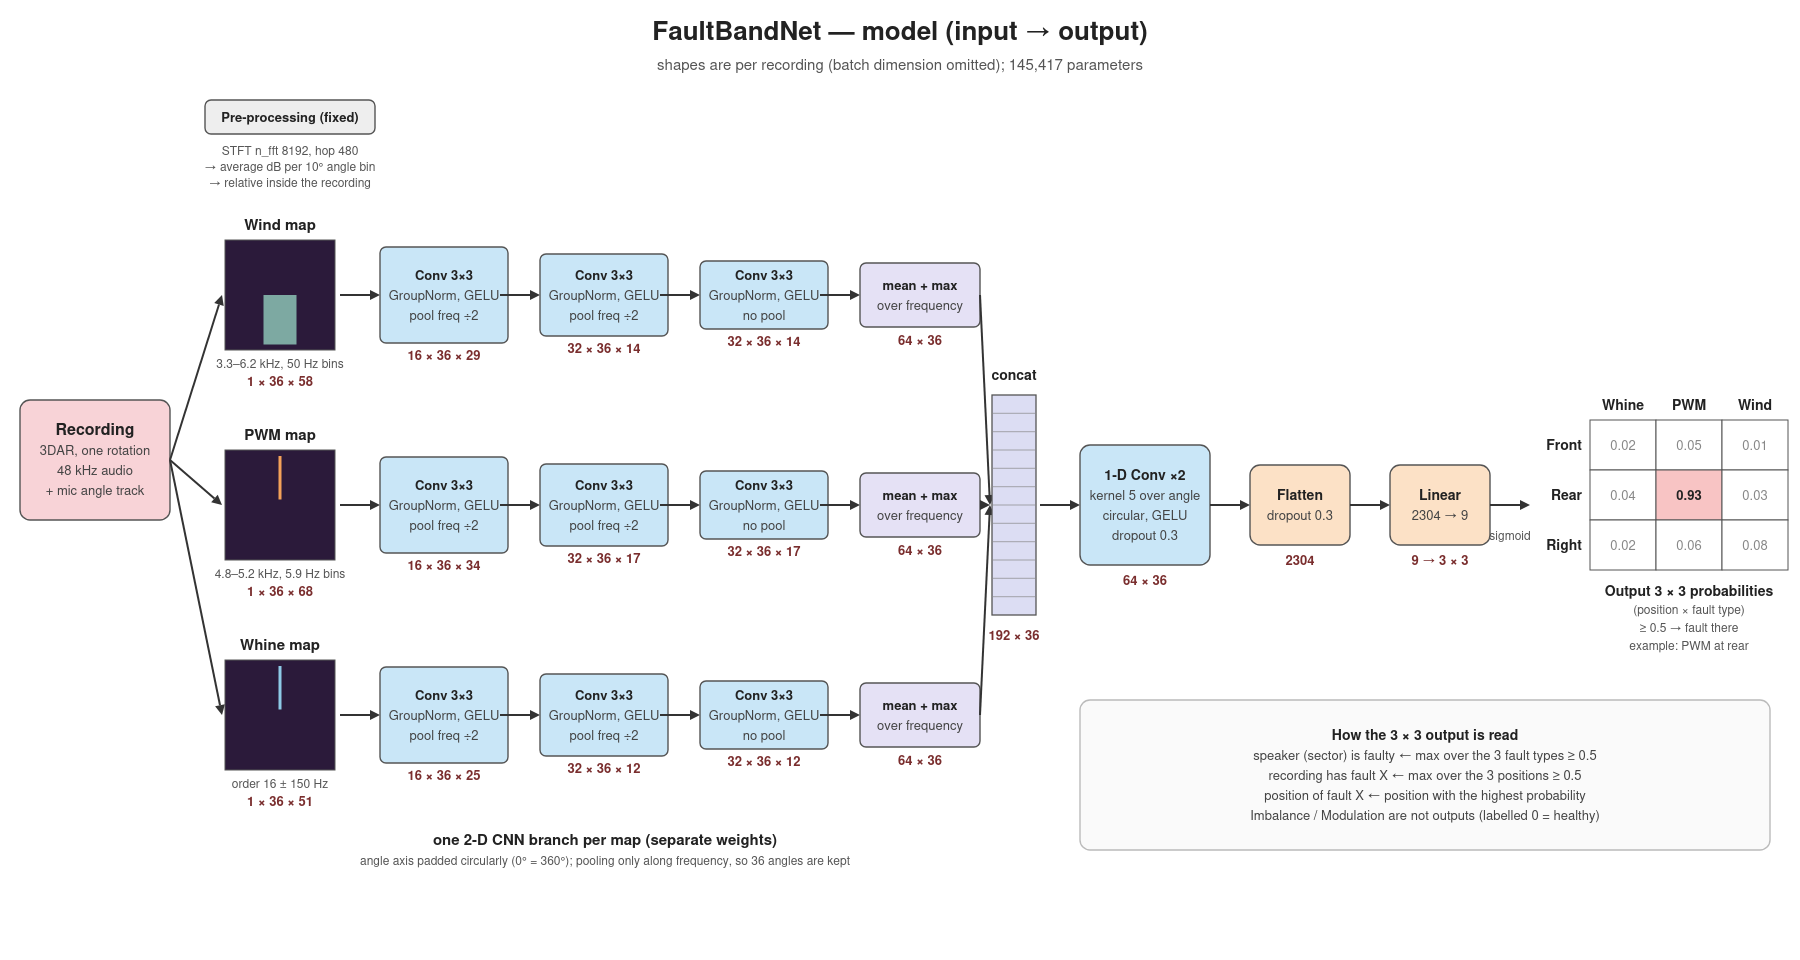 FaultBandNet — model (input → output)
shapes are per recording (batch dimension omitted); 145,417 parameters
Pre-processing (fixed)
STFT n_fft 8192, hop 480
→ average dB per 10° angle bin
→ relative inside the recording
Wind map
3.3–6.2 kHz, 50 Hz bins
1 × 36 × 58
Conv 3×3
GroupNorm, GELU
pool freq ÷2
16 × 36 × 29
Conv 3×3
GroupNorm, GELU
pool freq ÷2
32 × 36 × 14
Conv 3×3
GroupNorm, GELU
no pool
32 × 36 × 14
mean + max
over frequency
64 × 36
Recording
3DAR, one rotation
48 kHz audio
+ mic angle track
PWM map
4.8–5.2 kHz, 5.9 Hz bins
1 × 36 × 68
Conv 3×3
GroupNorm, GELU
pool freq ÷2
16 × 36 × 34
Conv 3×3
GroupNorm, GELU
pool freq ÷2
32 × 36 × 17
Conv 3×3
GroupNorm, GELU
no pool
32 × 36 × 17
mean + max
over frequency
64 × 36
Whine map
order 16 ± 150 Hz
1 × 36 × 51
Conv 3×3
GroupNorm, GELU
pool freq ÷2
16 × 36 × 25
Conv 3×3
GroupNorm, GELU
pool freq ÷2
32 × 36 × 12
Conv 3×3
GroupNorm, GELU
no pool
32 × 36 × 12
mean + max
over frequency
64 × 36
one 2-D CNN branch per map (separate weights)
angle axis padded circularly (0° = 360°); pooling only along frequency, so 36 angles are kept
concat
192 × 36
1-D Conv ×2
kernel 5 over angle
circular, GELU
dropout 0.3
64 × 36
Flatten
dropout 0.3
2304
Linear
2304 → 9
9 → 3 × 3
sigmoid
Whine PWM Wind
Front 0.02 0.05 0.01
Rear 0.04 0.93 0.03
Right 0.02 0.06 0.08
Output 3 × 3 probabilities
(position × fault type)
≥ 0.5 → fault there
example: PWM at rear
How the 3 × 3 output is read
speaker (sector) is faulty ← max over the 3 fault types ≥ 0.5
recording has fault X ← max over the 3 positions ≥ 0.5
position of fault X ← position with the highest probability
Imbalance / Modulation are not outputs (labelled 0 = healthy)